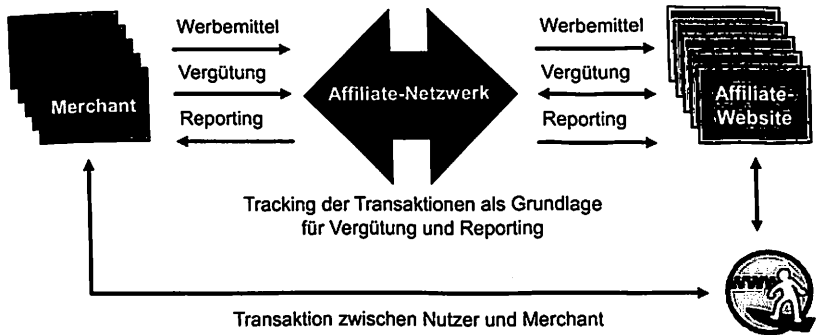 Werbemittel
Vergütung
Reporting
Merchant
Affiliate-Netzwerk
Werbemittel
Vergütung
Reporting
Affiliate-
Website
Tracking der Transaktionen als Grundlage
für Vergütung und Reporting
www
Transaktion zwischen Nutzer und Merchant